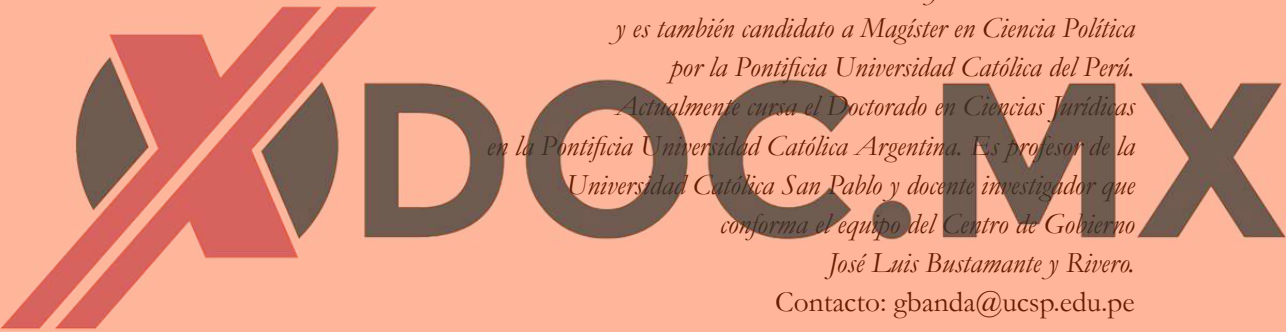 y es también candidato a Magíster en Ciencia Política
por la Pontificia Universidad Católica del Perú.
Actualmente cursa el Doctorado en Ciencias Jurídicas
en la Pontificia Universidad Católica Argentina. Es profesor de la
Universidad Católica San Pablo y docente investigador que
conforma el equipo del Centro de Gobierno
José Luis Bustamante y Rivero.
Contacto: gbanda@ucsp.edu.pe
XDOC.MX